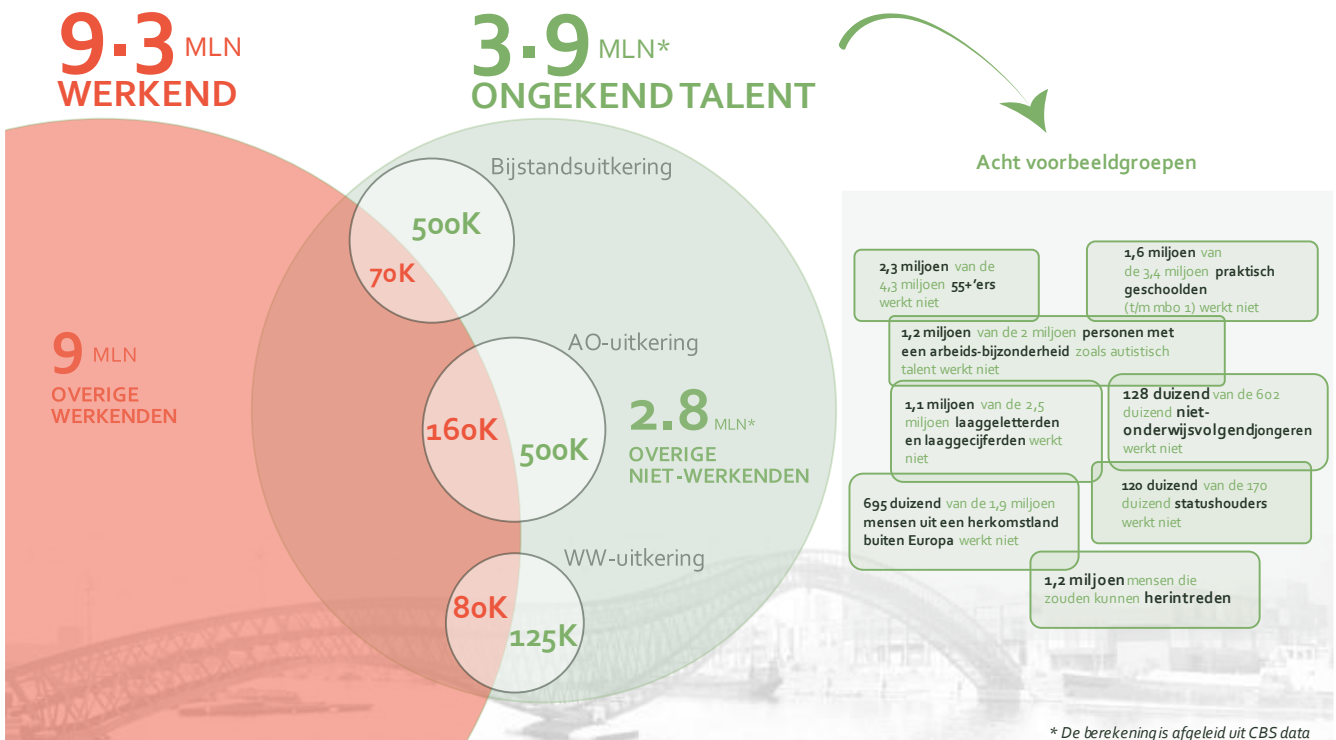 9.3 MLN
WERKEND
3.9 MLN*
ONGEKEND TALENT
Bijstandsuitkering
500K
70K
AO-uitkering
160K
500K
WW-uitkering
80K
125K
9 MLN
OVERIGE
WERKENDEN
2.8 MLN*
OVERIGE
NIET-WERKENDEN
Acht voorbeeldgroepen
2,3 miljoen van de
4,3 miljoen 55+'ers
werkt niet
1,6 miljoen van
de 3,4 miljoen praktisch
geschoolden
(t/m mbo 1) werkt niet
1,2 miljoen van de 2 miljoen personen met
een arbeids-bijzonderheid zoals autistisch
talent werkt niet
1,1 miljoen van de 2,5
miljoen laaggeletterden
en laaggecijferden werkt
niet
128 duizend van de 602
duizend niet-
onderwijsvolgendjongeren
werkt niet
695 duizend van de 1,9 miljoen
mensen uit een herkomstland
buiten Europa werkt niet
120 duizend van de 170
duizend statushouders
werkt niet
1,2 miljoen mensen die
zouden kunnen herintreden
* De berekening is afgeleid uit CBS data